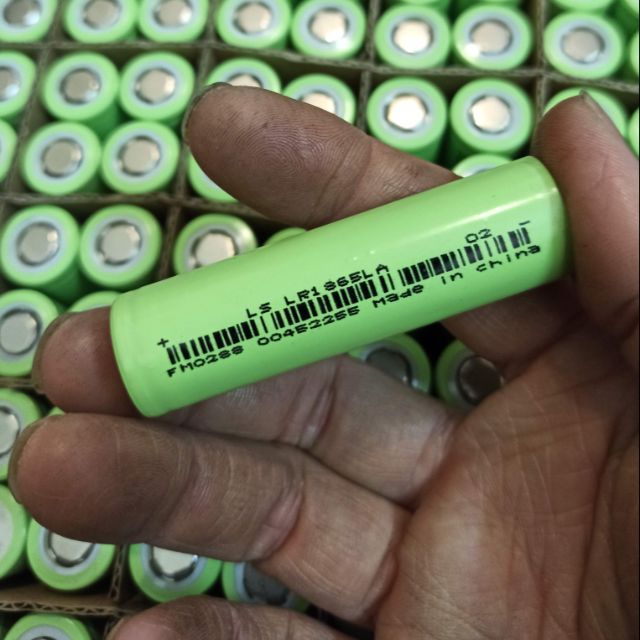 LS LR1865LA 02
+ -
FM0288 00452255 Made in china